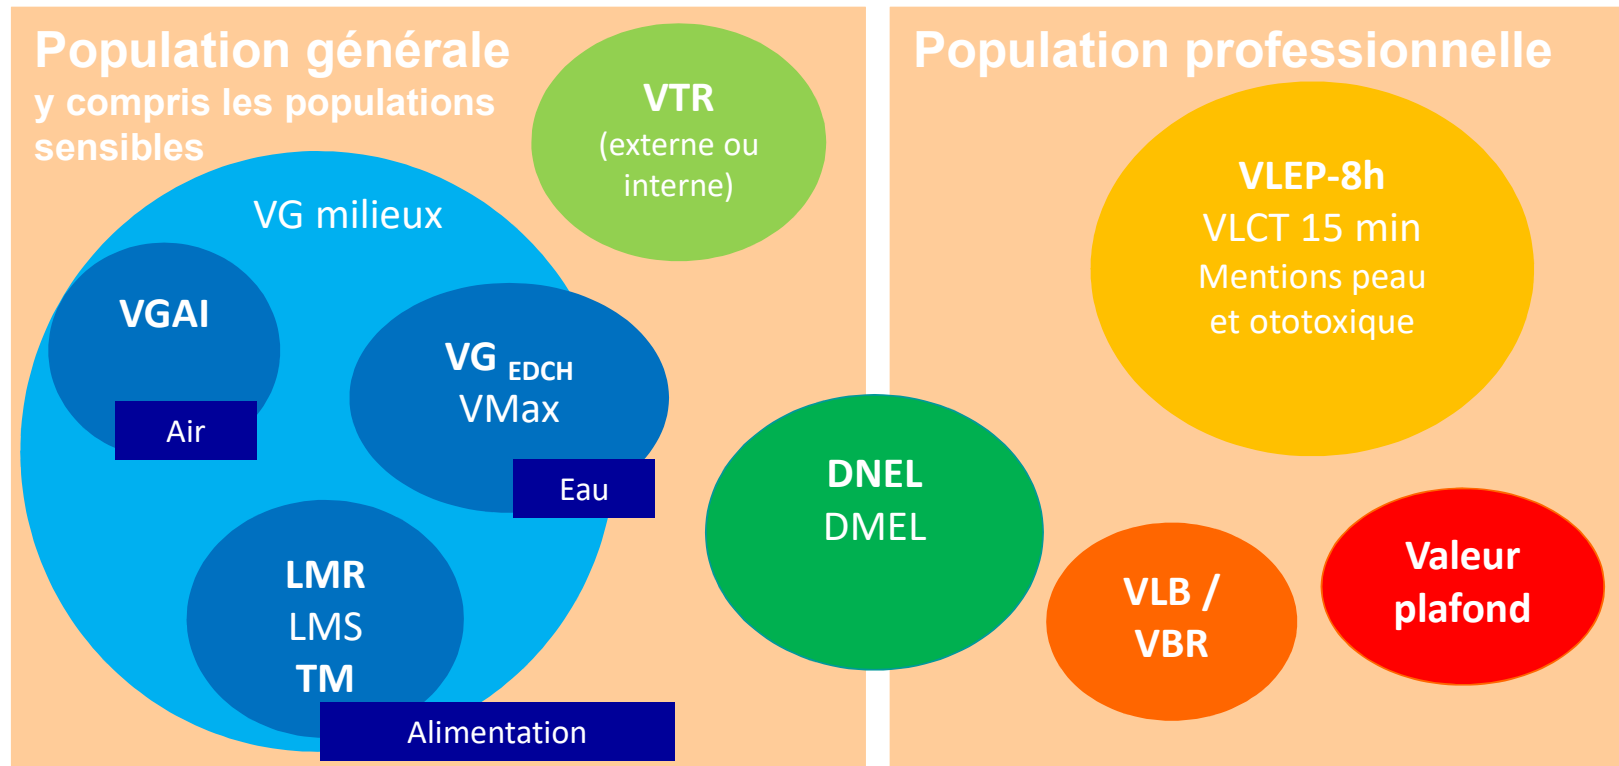 Population générale
y compris les populations
sensibles
VTR
(externe ou
interne)
VG milieux
VGAI
Air
VG EDCH
VMax
Eau
LMR
LMS
TM
Alimentation
DNEL
DMEL
Population professionnelle
VLEP-8h
VLCT 15 min
Mentions peau
et ototoxique
VLB /
VBR
Valeur
plafond